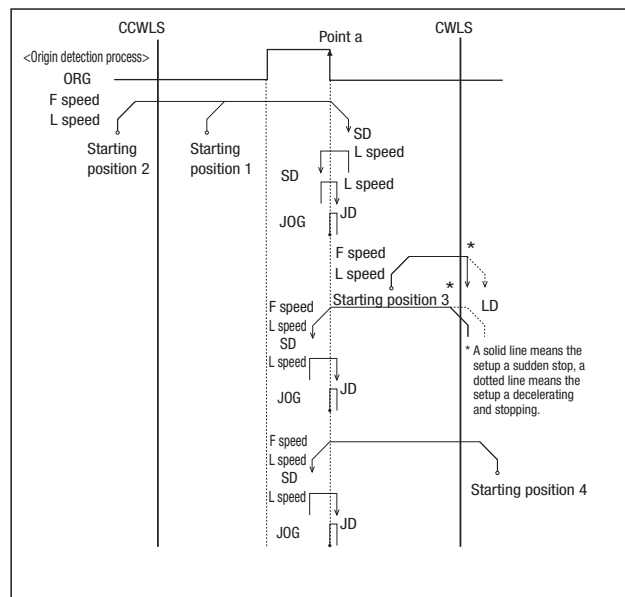 CCWLS
CWLS
Point a
<Origin detection process>
ORG
F speed
L speed
Starting
position 2
Starting
position 1
SD
L speed
SD
L speed
JOG
JD
F speed
L speed
*
*
Starting position 3
LD
F speed
L speed
SD
L speed
JOG
JD
* A solid line means the
setup a sudden stop, a
dotted line means the
setup a decelerating
and stopping.
F speed
L speed
SD
L speed
JOG
JD
Starting position 4